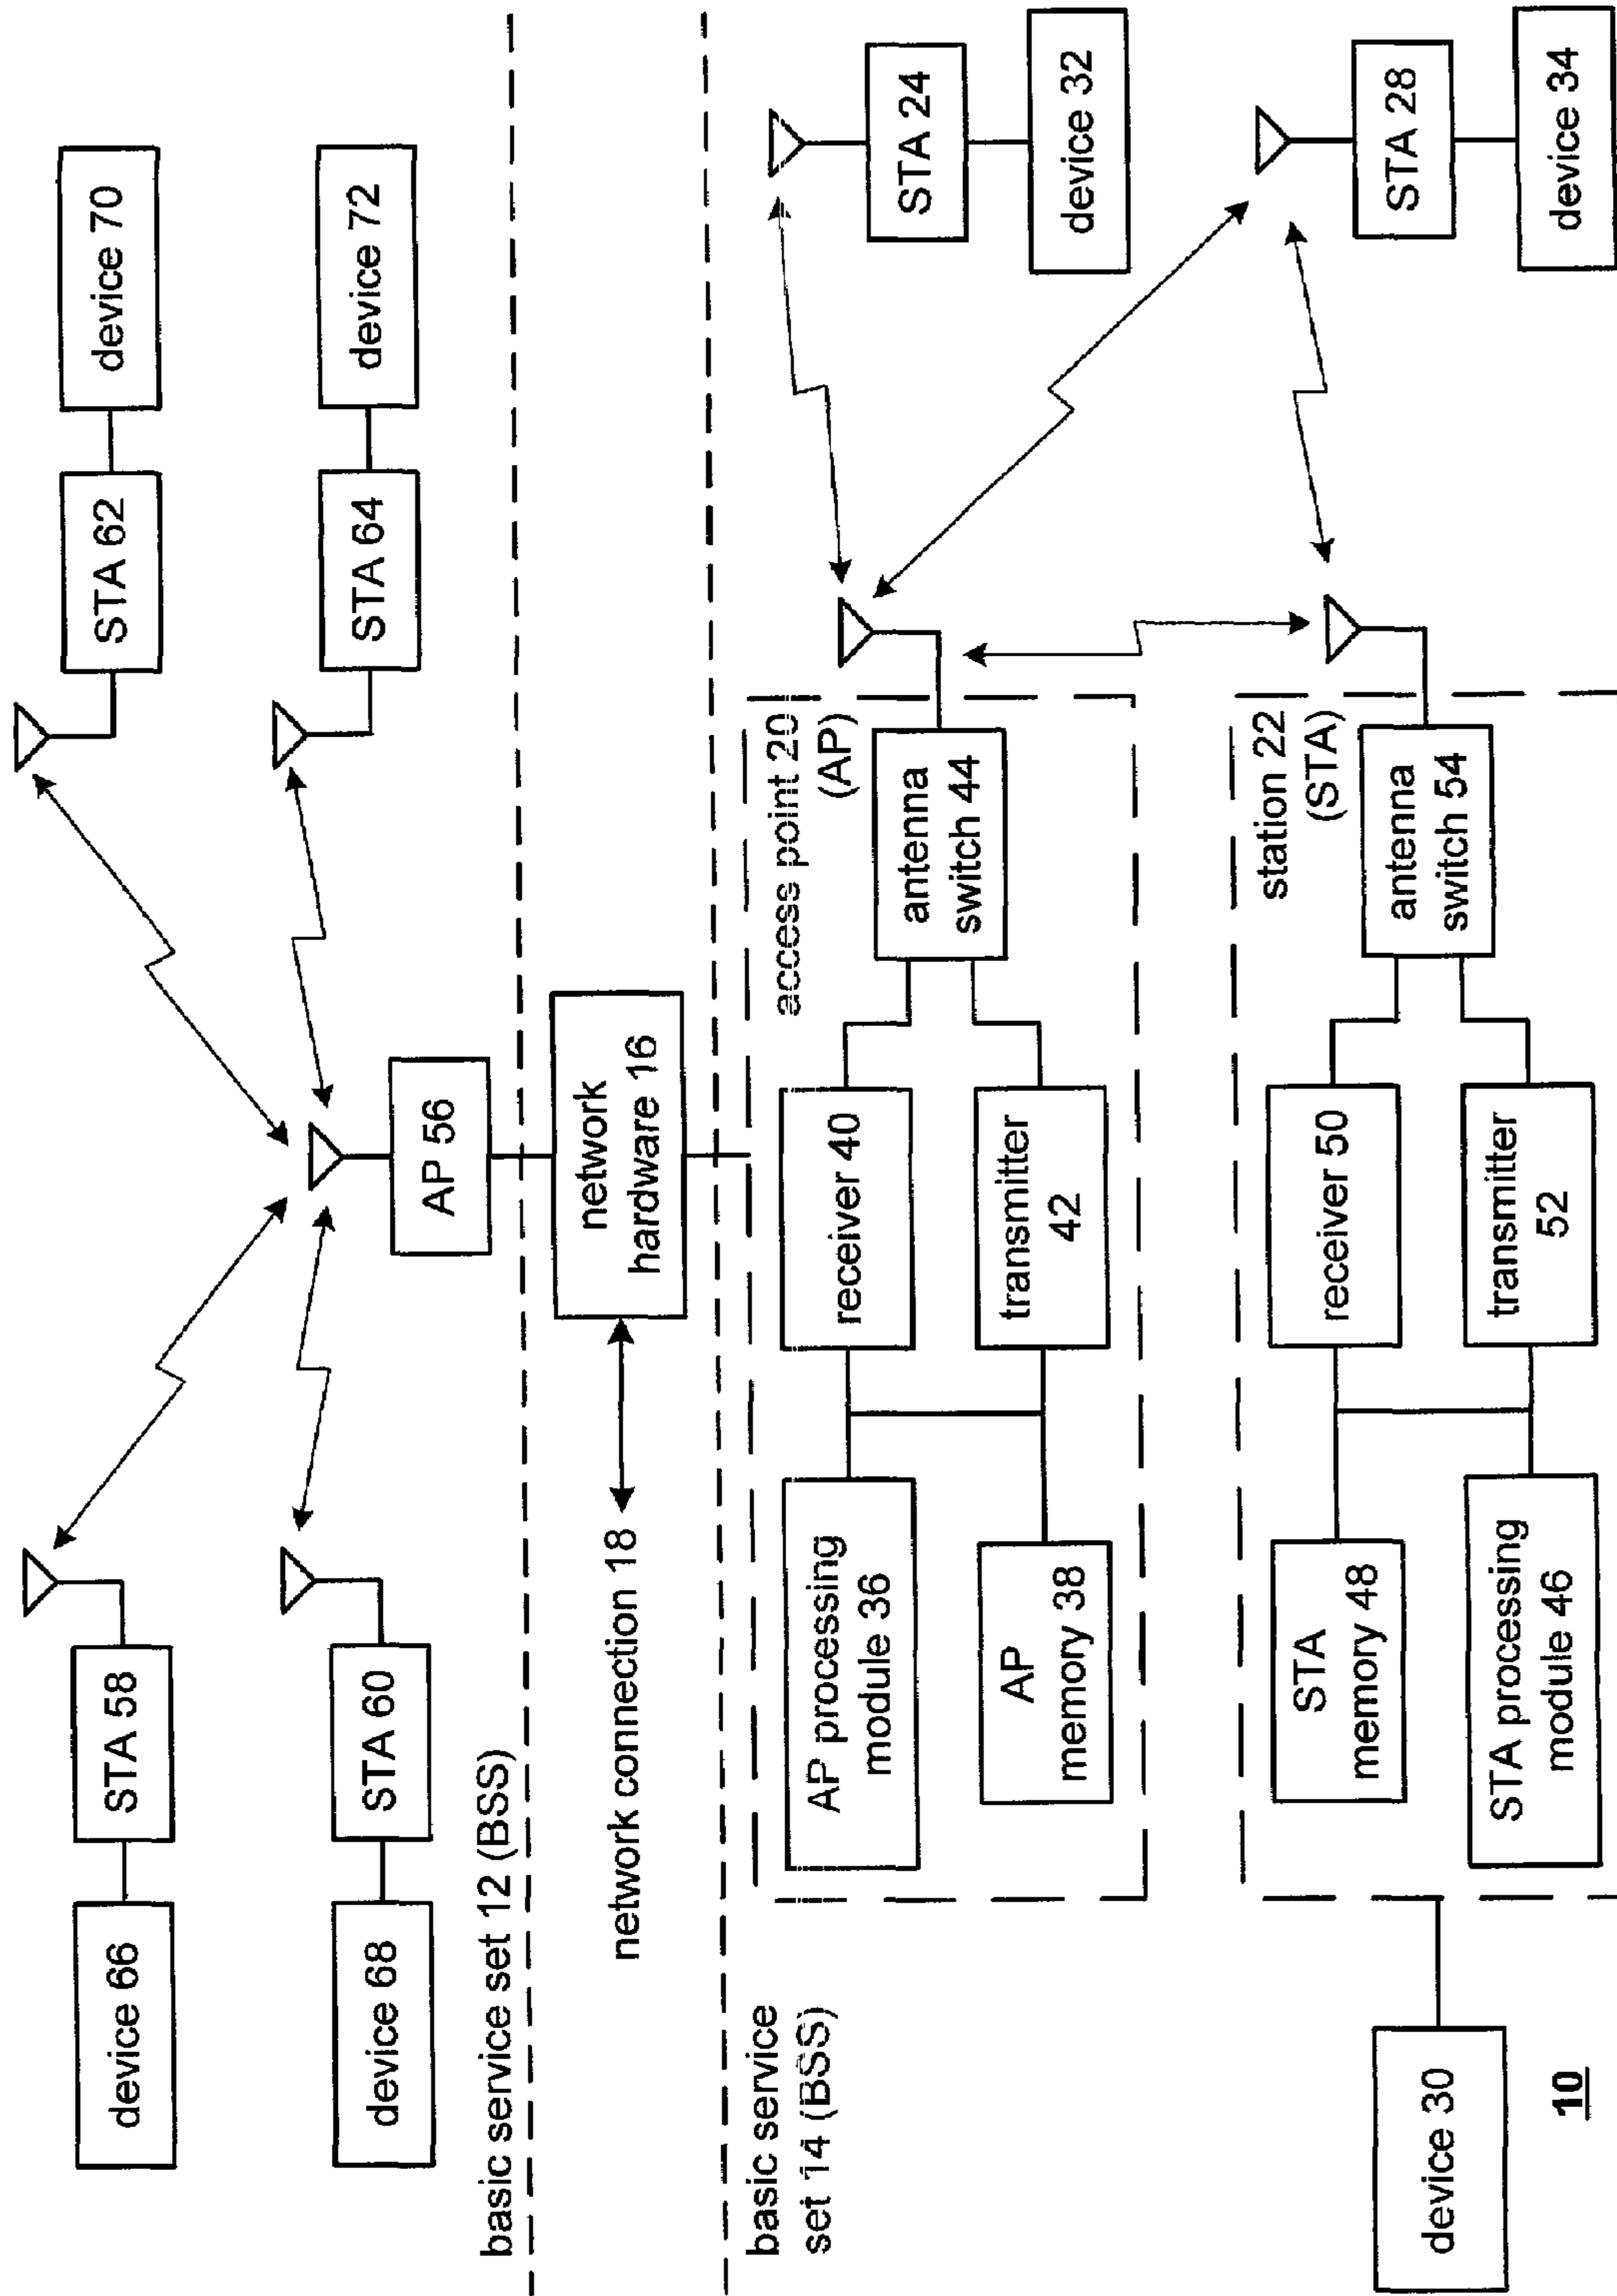 device 66
STA 58
STA 62
device 70
device 68
STA 60
STA 64
device 72
AP 56
basic service set 12 (BSS)
network connection 18
network
hardware 16
basic service
set 14 (BSS)
access point 20
(AP)
AP processing
module 36
receiver 40
antenna
switch 44
AP
memory 38
transmitter
42
STA 24
device 32
station 22
(STA)
STA
memory 48
receiver 50
antenna
switch 54
STA processing
module 46
transmitter
52
STA 28
device 34
device 30
10